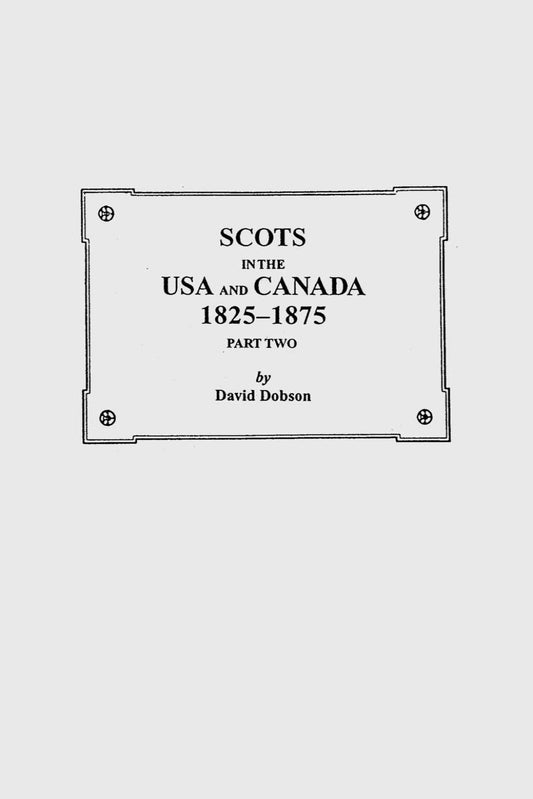 SCOTS
IN THE
USA AND CANADA
1825–1875
PART TWO
by
David Dobson